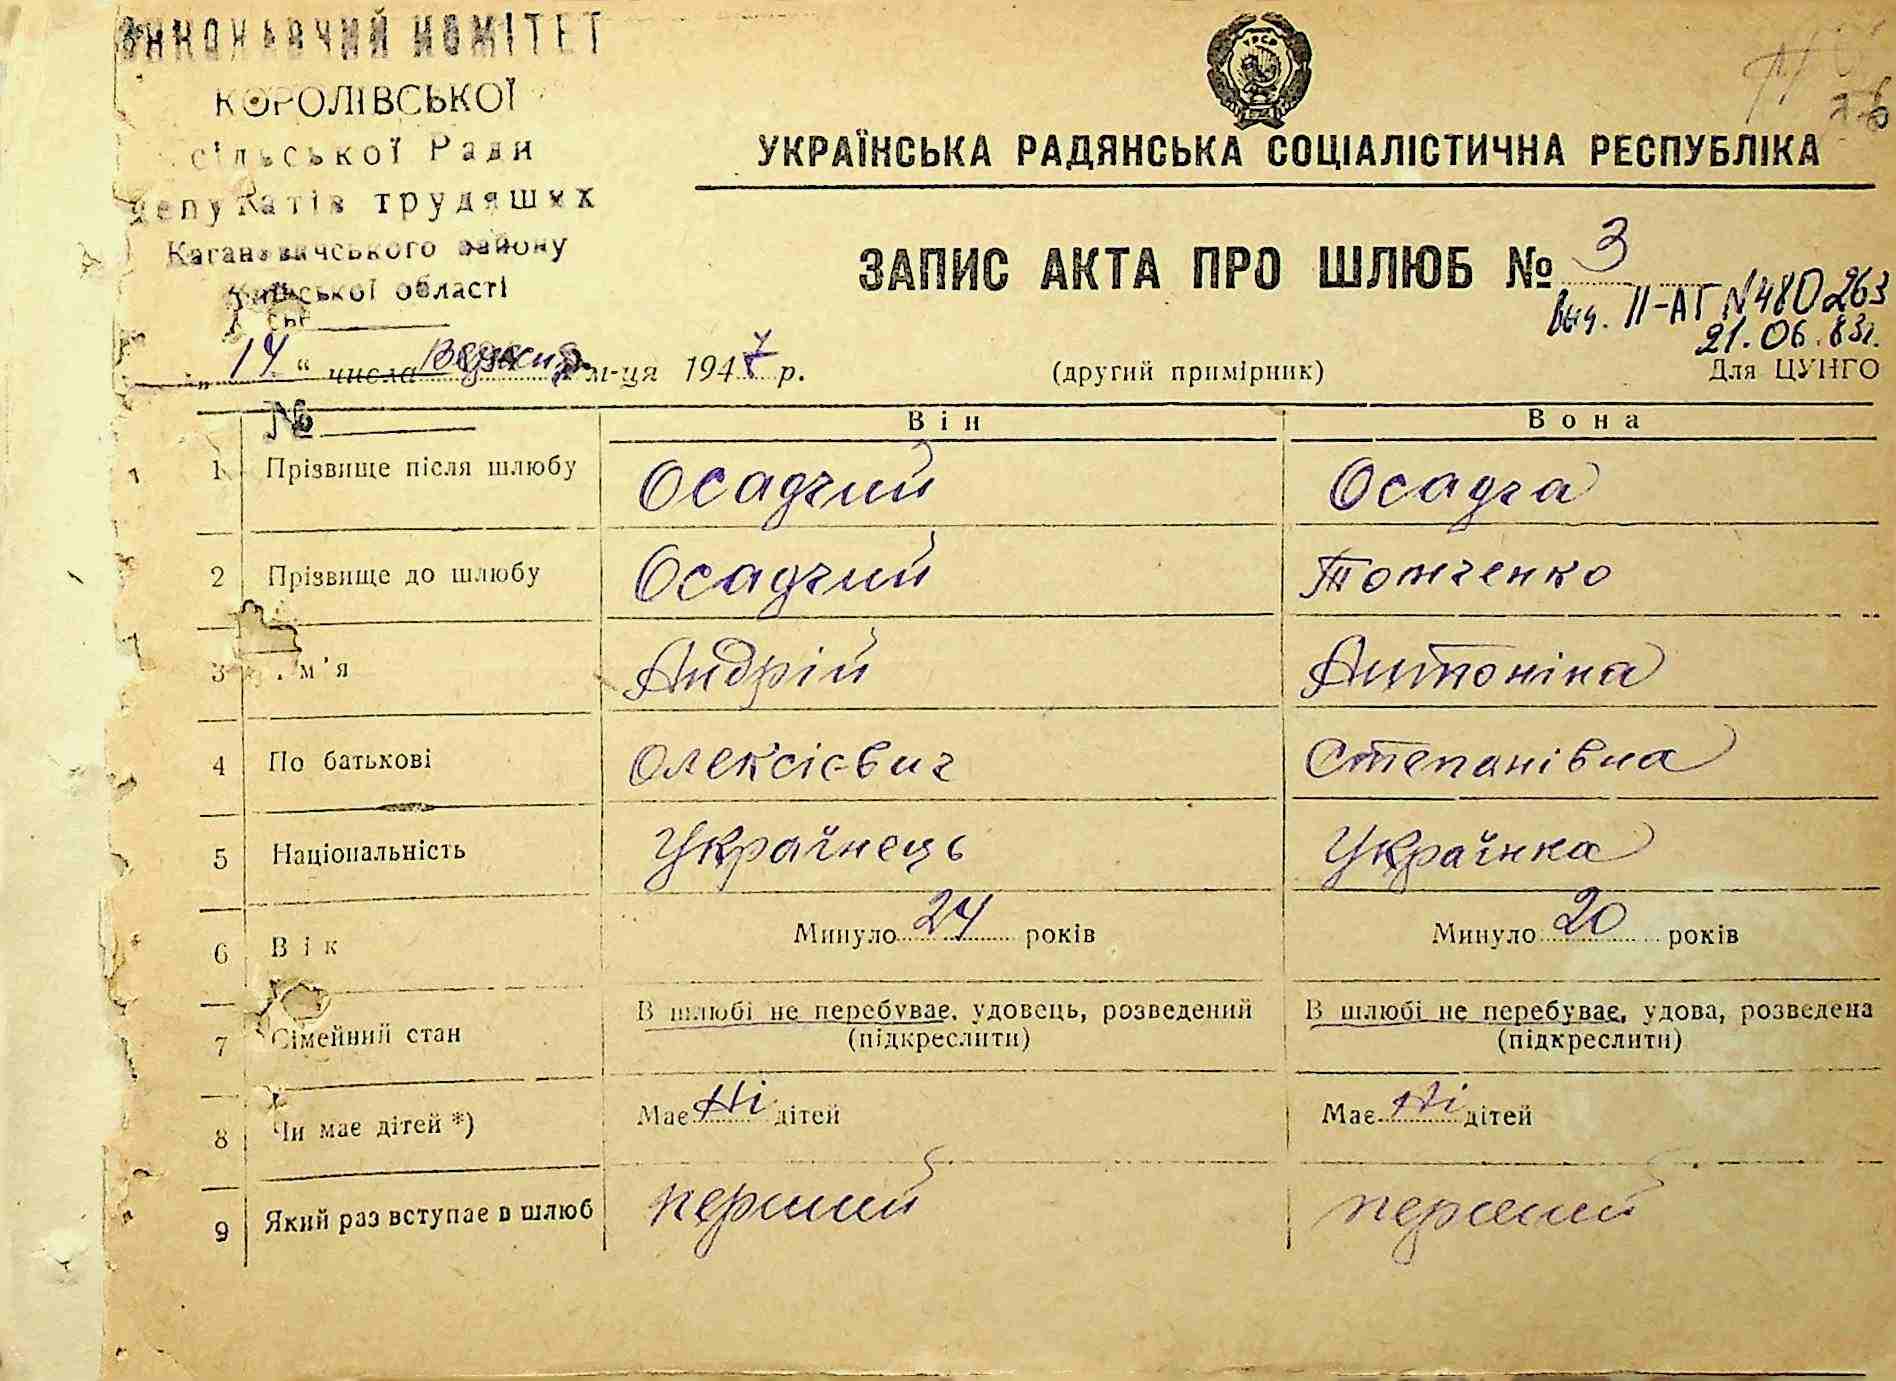 ВИКОНАВЧИЙ КОМІТЕТ
КОРОЛІВСЬКОЇ
сільської Ради
депутатів трудящих
Кагановичського району
Київської області
УРСР
УКРАЇНСЬКА РАДЯНСЬКА СОЦІАЛІСТИЧНА РЕСПУБЛІКА
ЗАПИС АКТА ПРО ШЛЮБ № 3
Выд. II-АГ N480263
21.06.83г.
„14“ числа м-ця 1947 р.
(другий примірник)
Для ЦУНГО
№
Він Вона
1 Прізвище після шлюбу Осадчий Осадча
2 Прізвище до шлюбу Осадчий Томченко
3 м'я Андрій Антоніна
4 По батькові Олексієвич Степанівна
5 Національність Українець Українка
6 Вік Минуло 24 років Минуло 20 років
7 Сімейний стан В шлюбі не перебуває, удовець, розведений В шлюбі не перебуває, удова, розведена
(підкреслити) (підкреслити)
8 Чи має дітей *) Має Ні дітей Має Ні дітей
9 Який раз вступає в шлюб перший перший